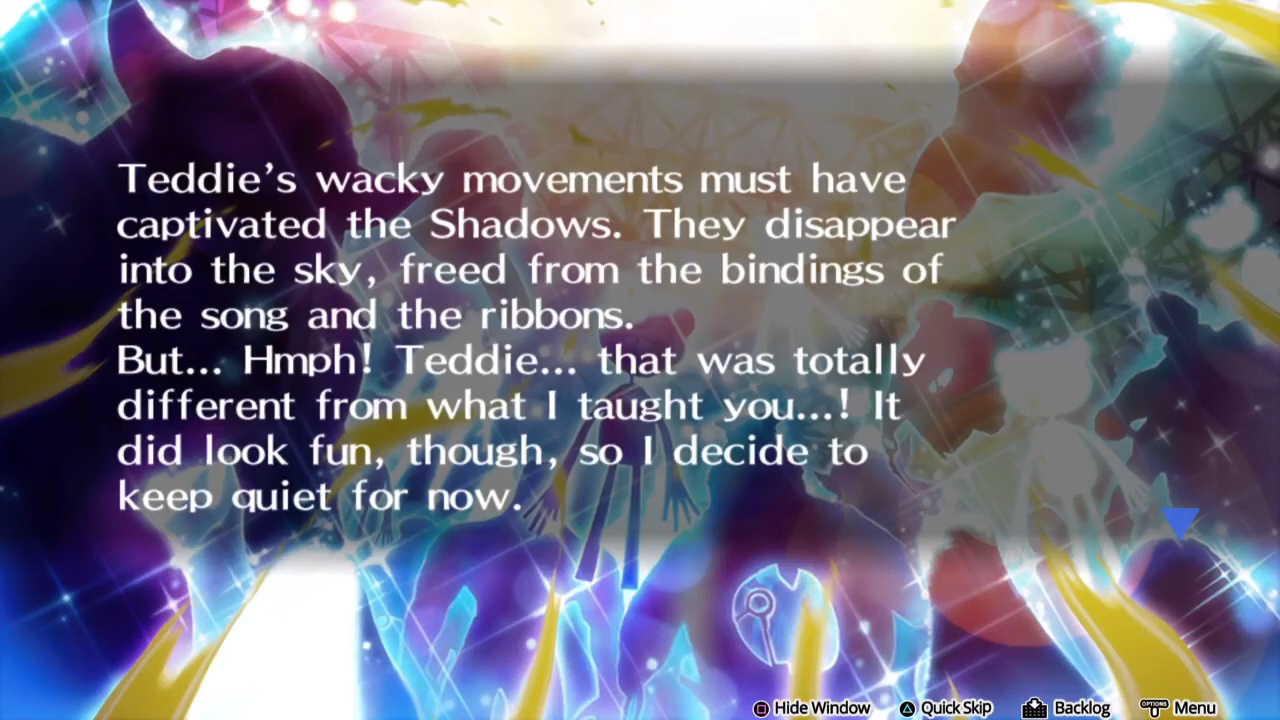 Teddie's wacky movements must have
captivated the Shadows. They disappear
into the sky, freed from the bindings of
the song and the ribbons.
But... Hmph! Teddie... that was totally
different from what I taught you...! It
did look fun, though, so I decide to
keep quiet for now.
Hide Window Quick Skip Backlog OPTIONS Menu